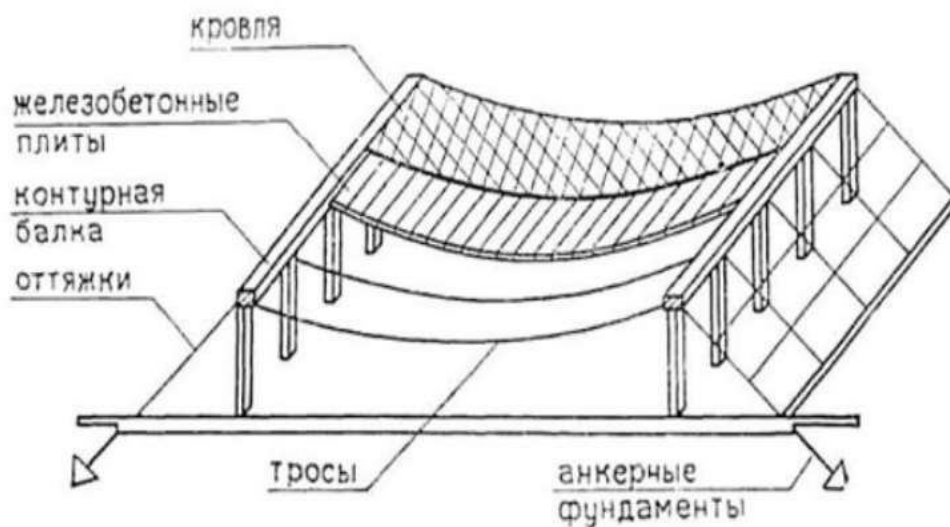 кровля
железобетонные
плиты
контурная
балка
оттяжки
тросы
анкерные
фундаменты